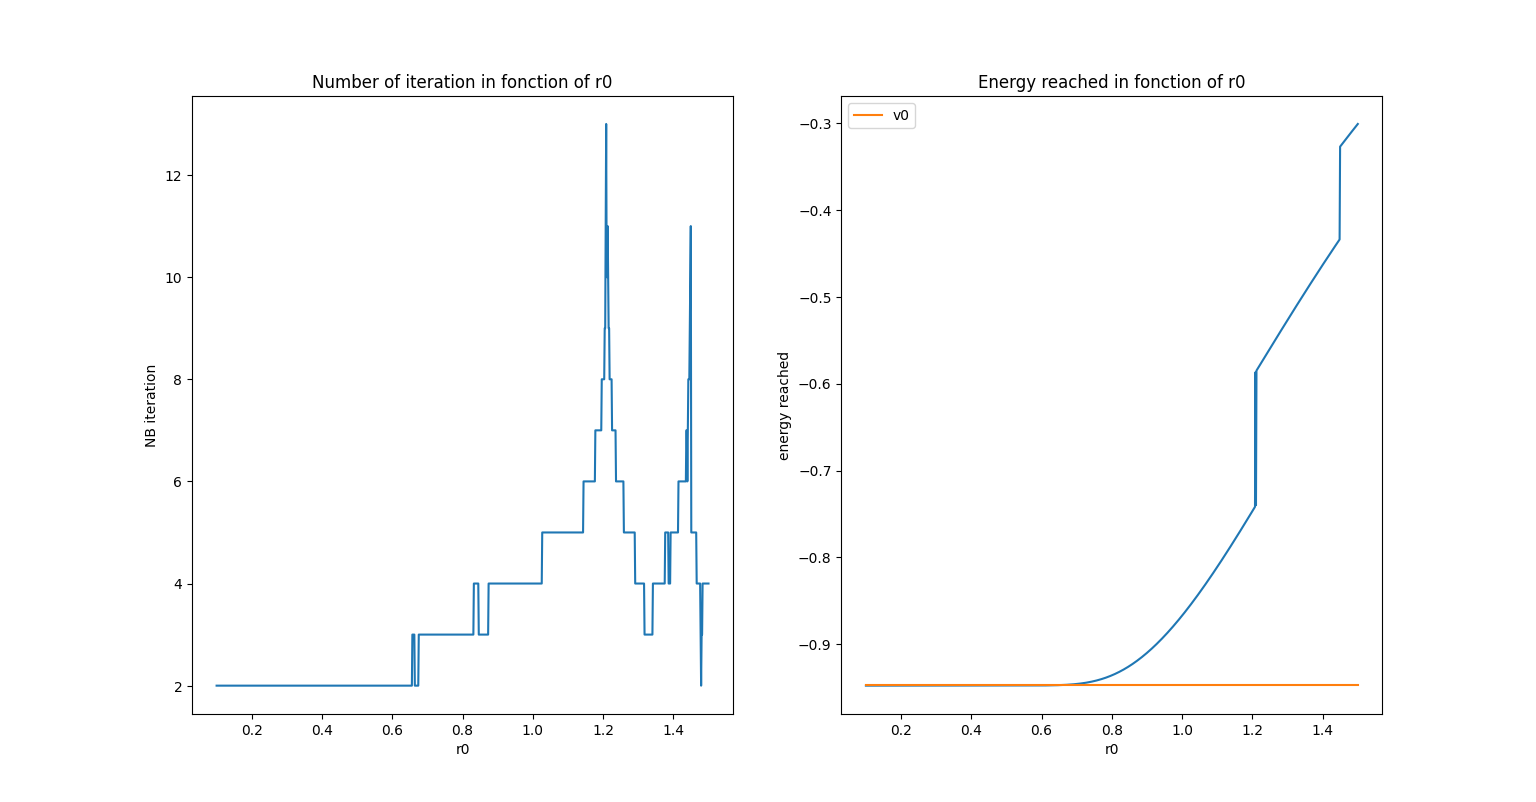 Number of iteration in fonction of r0
12
10
8
6
4
2
NB iteration
0.2 0.4 0.6 0.8 1.0 1.2 1.4
r0
Energy reached in fonction of r0
v0
−0.3
−0.4
−0.5
−0.6
−0.7
−0.8
−0.9
energy reached
0.2 0.4 0.6 0.8 1.0 1.2 1.4
r0